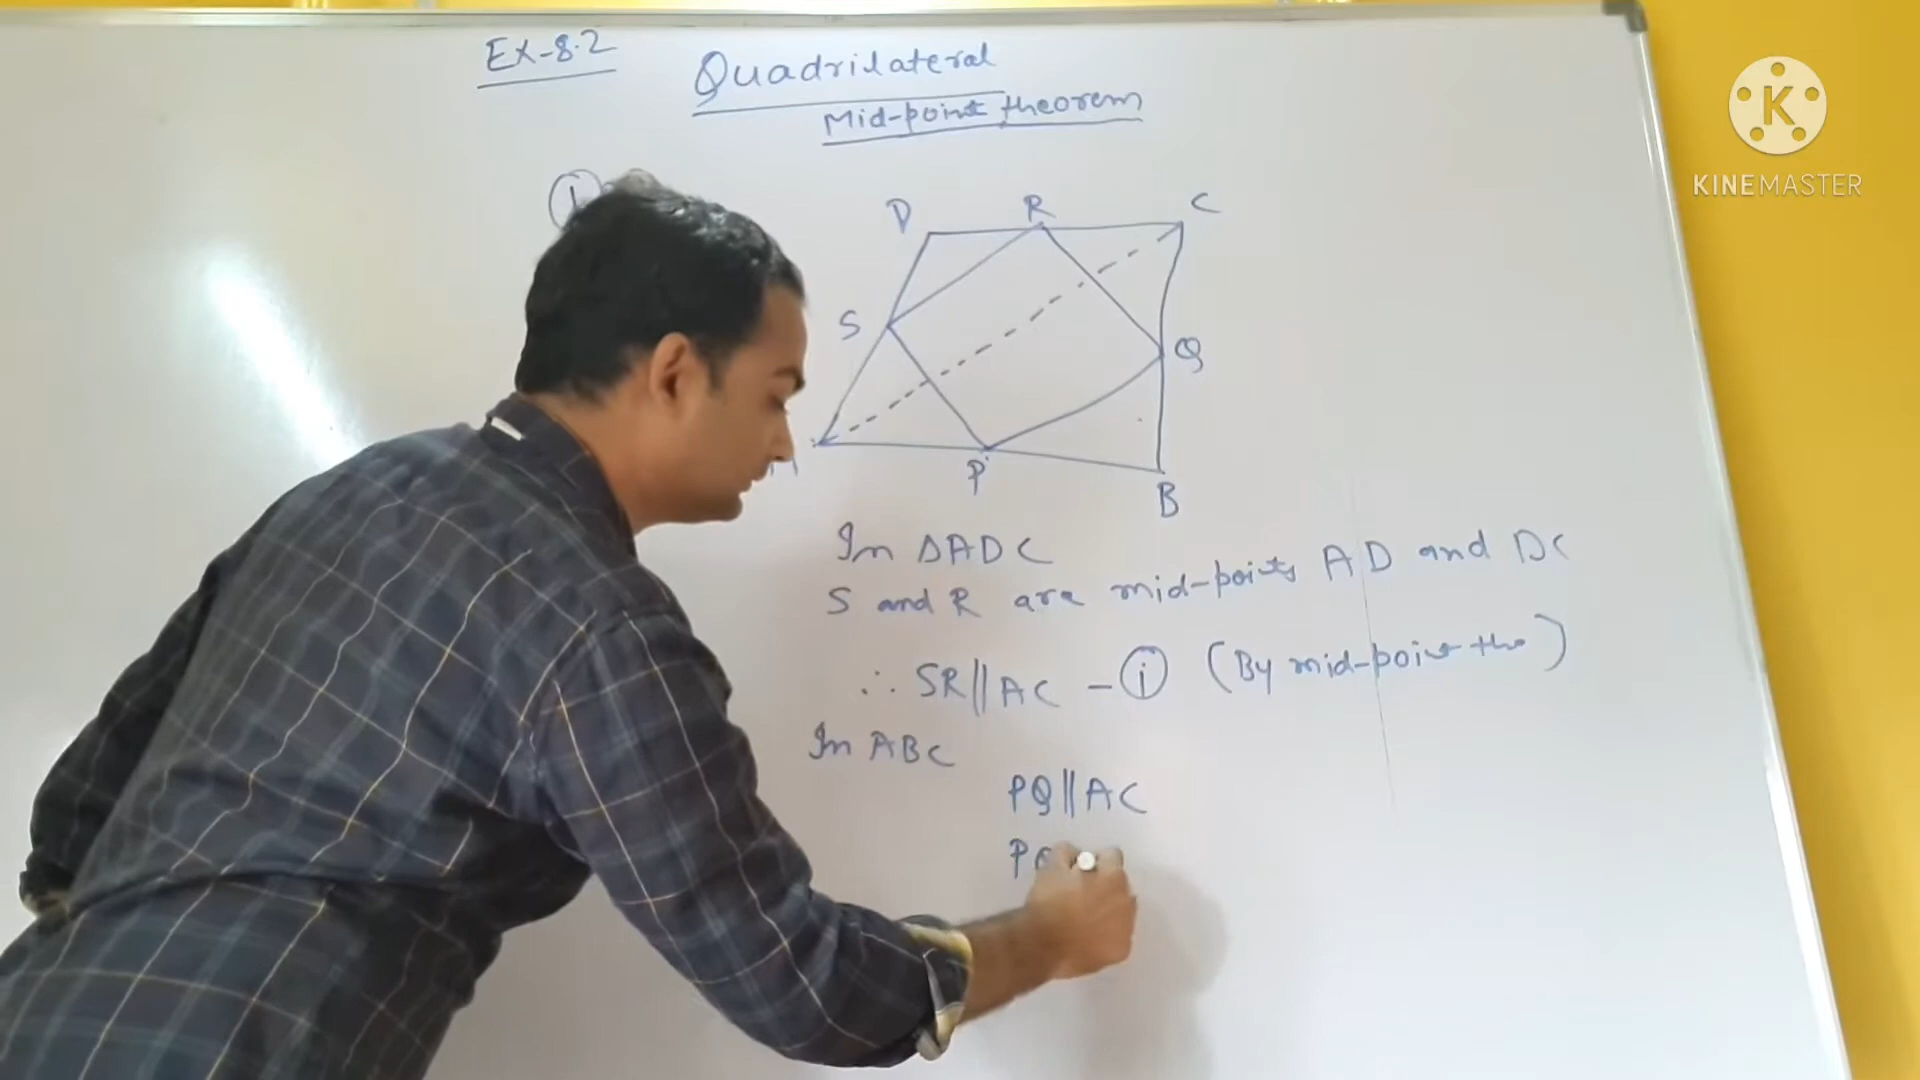 EX-8.2
Quadrilateral
Mid-point theorem
KINEMASTER
D R C
S
Q
P
B
In ΔADC
S and R are mid-points AD and DC
∴ SR||AC - (i) (By mid-point the)
In ABC
PQ||AC
P